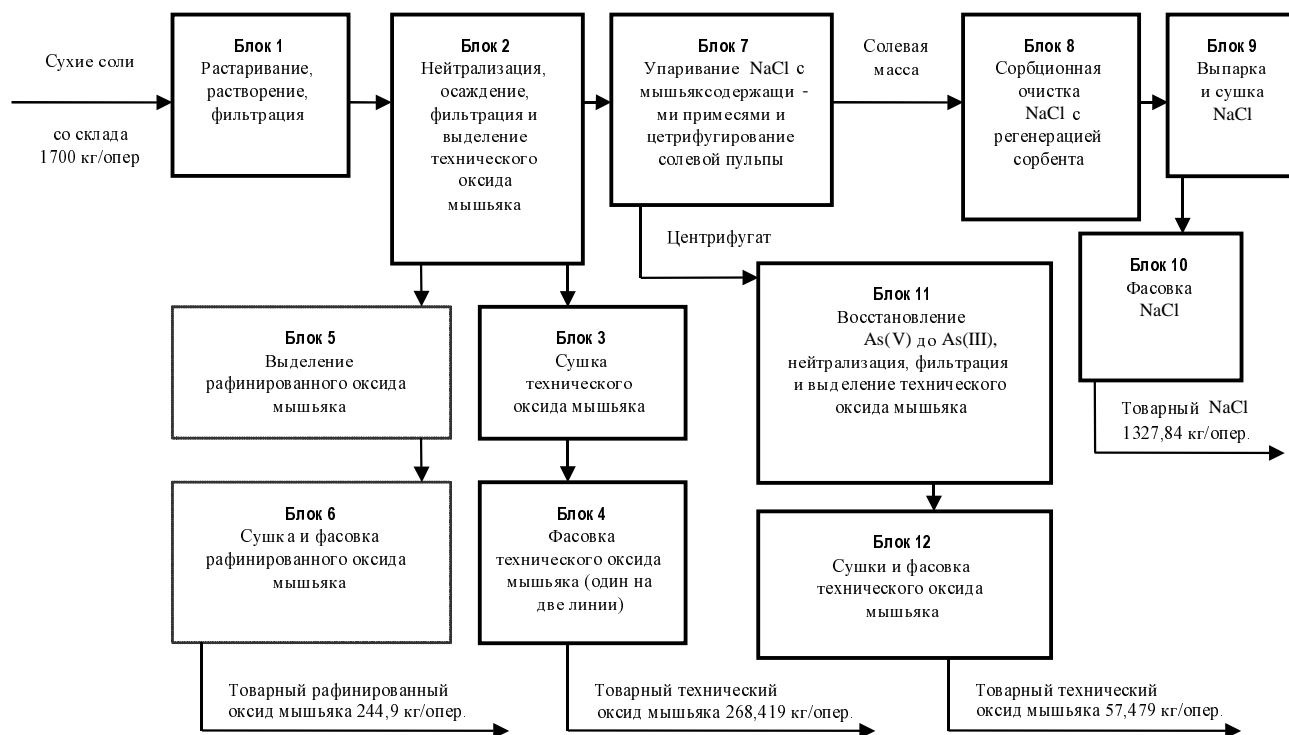 Сухие соли
со склада
1700 кг/опер
Блок 1
Растаривание,
растворение,
фильтрация
Блок 2
Нейтрализация,
осаждение,
фильтрация и
выделение
технического
оксида
мышьяка
Блок 7
Упаривание NaCl с
мышьяксодержащи -
ми примесями и
цетрифугирование
солевой пульпы
Солевая
масса
Блок 8
Сорбционная
очистка
NaCl с
регенерацией
сорбента
Блок 9
Выпарка
и сушка
NaCl
Центрифугат
Блок 10
Фасовка
NaCl
Товарный NaCl
1327,84 кг/опер.
Блок 11
Восстановление
As(V) до As(III),
нейтрализация, фильтрация
и выделение технического
оксида мышьяка
Блок 5
Выделение
рафинированного оксида
мышьяка
Блок 3
Сушка
технического
оксида мышьяка
Блок 6
Сушка и фасовка
рафинированного оксида
мышьяка
Блок 4
Фасовка
технического оксида
мышьяка (один на
две линии)
Блок 12
Сушки и фасовка
технического оксида
мышьяка
Товарный рафинированный
оксид мышьяка 244,9 кг/опер.
Товарный технический
оксид мышьяка 268,419 кг/опер.
Товарный технический
оксид мышьяка 57,479 кг/опер.